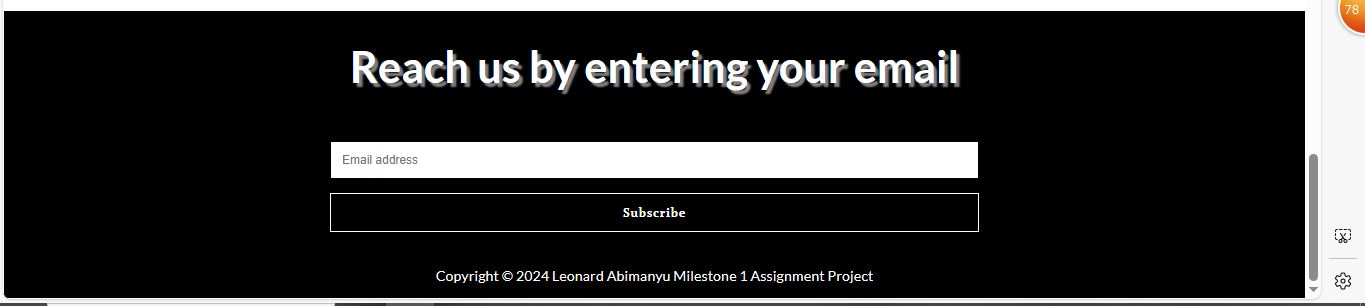 78
Reach us by entering your email
Email address
Subscribe
Copyright © 2024 Leonard Abimanyu Milestone 1 Assignment Project